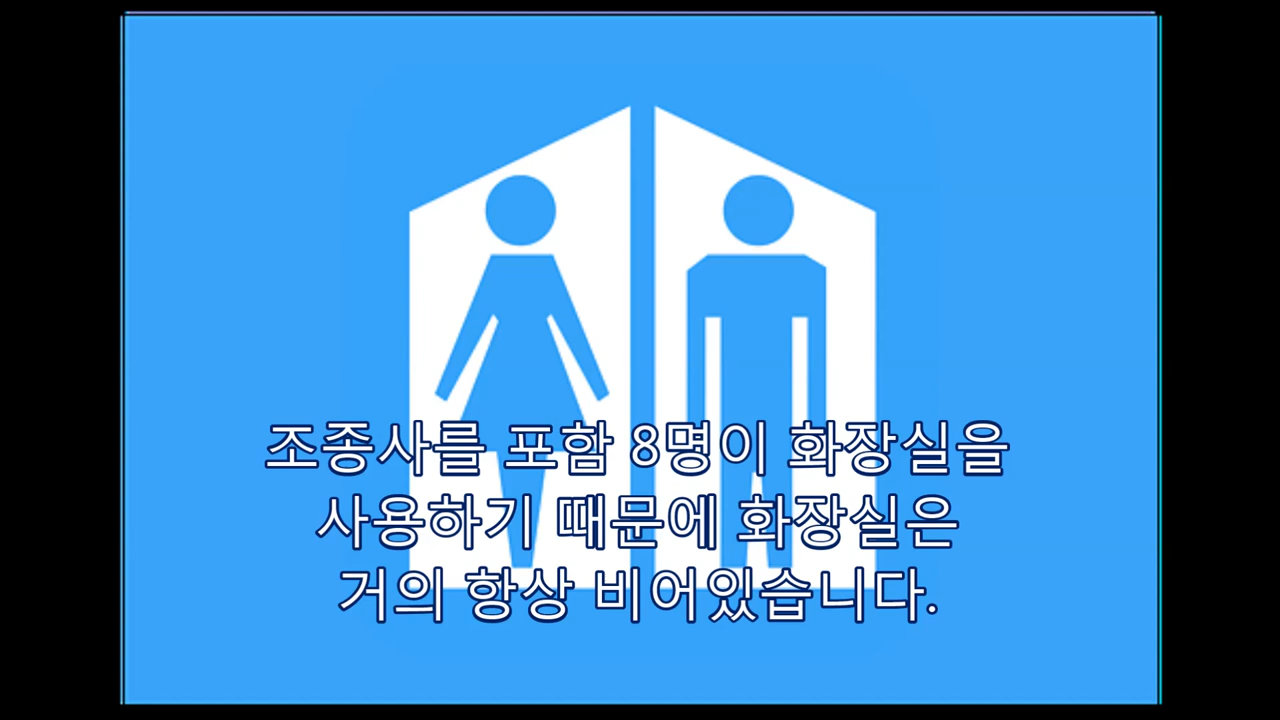 조종사를 포함 8명이 화장실을
사용하기 때문에 화장실은
거의 항상 비어있습니다.